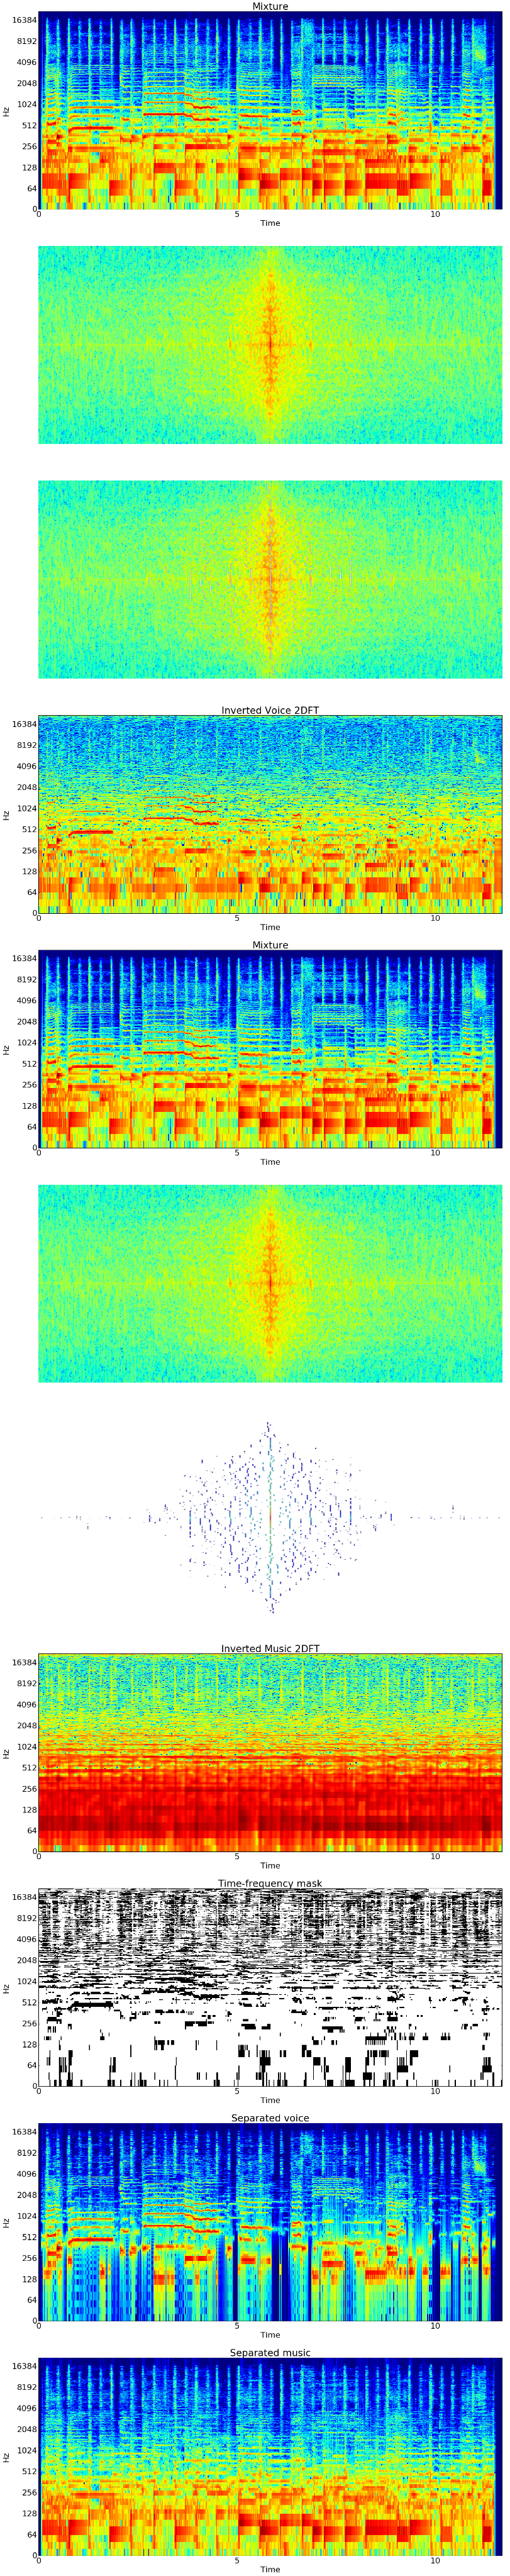 Mixture
16384
8192
4096
2048
1024
512
256
128
64
0
Hz
0 5 10
Time
Inverted Voice 2DFT
16384
8192
4096
2048
1024
512
256
128
64
0
Hz
0 5 10
Time
Mixture
16384
8192
4096
2048
1024
512
256
128
64
0
Hz
0 5 10
Time
Inverted Music 2DFT
16384
8192
4096
2048
1024
512
256
128
64
0
Hz
0 5 10
Time
Time-frequency mask
16384
8192
4096
2048
1024
512
256
128
64
0
Hz
0 5 10
Time
Separated voice
16384
8192
4096
2048
1024
512
256
128
64
0
Hz
0 5 10
Time
Separated music
16384
8192
4096
2048
1024
512
256
128
64
0
Hz
0 5 10
Time